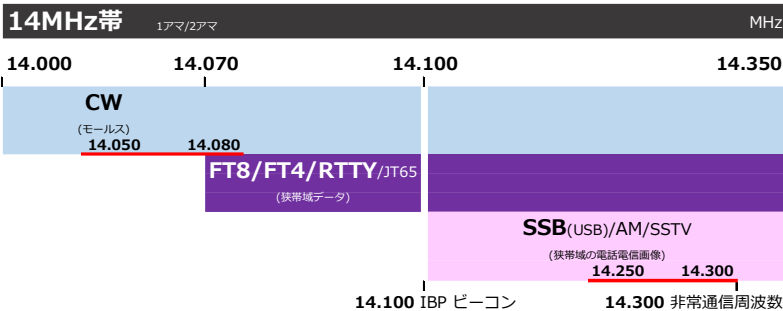 14MHz帯 1アマ/2アマ MHz
14.000 14.070 14.100 14.350
CW
(モールス)
14.050 14.080
FT8/FT4/RTTY/JT65
(狭帯域データ)
SSB(USB)/AM/SSTV
(狭帯域の電話電信画像)
14.250 14.300
14.100 IBP ビーコン 14.300 非常通信周波数